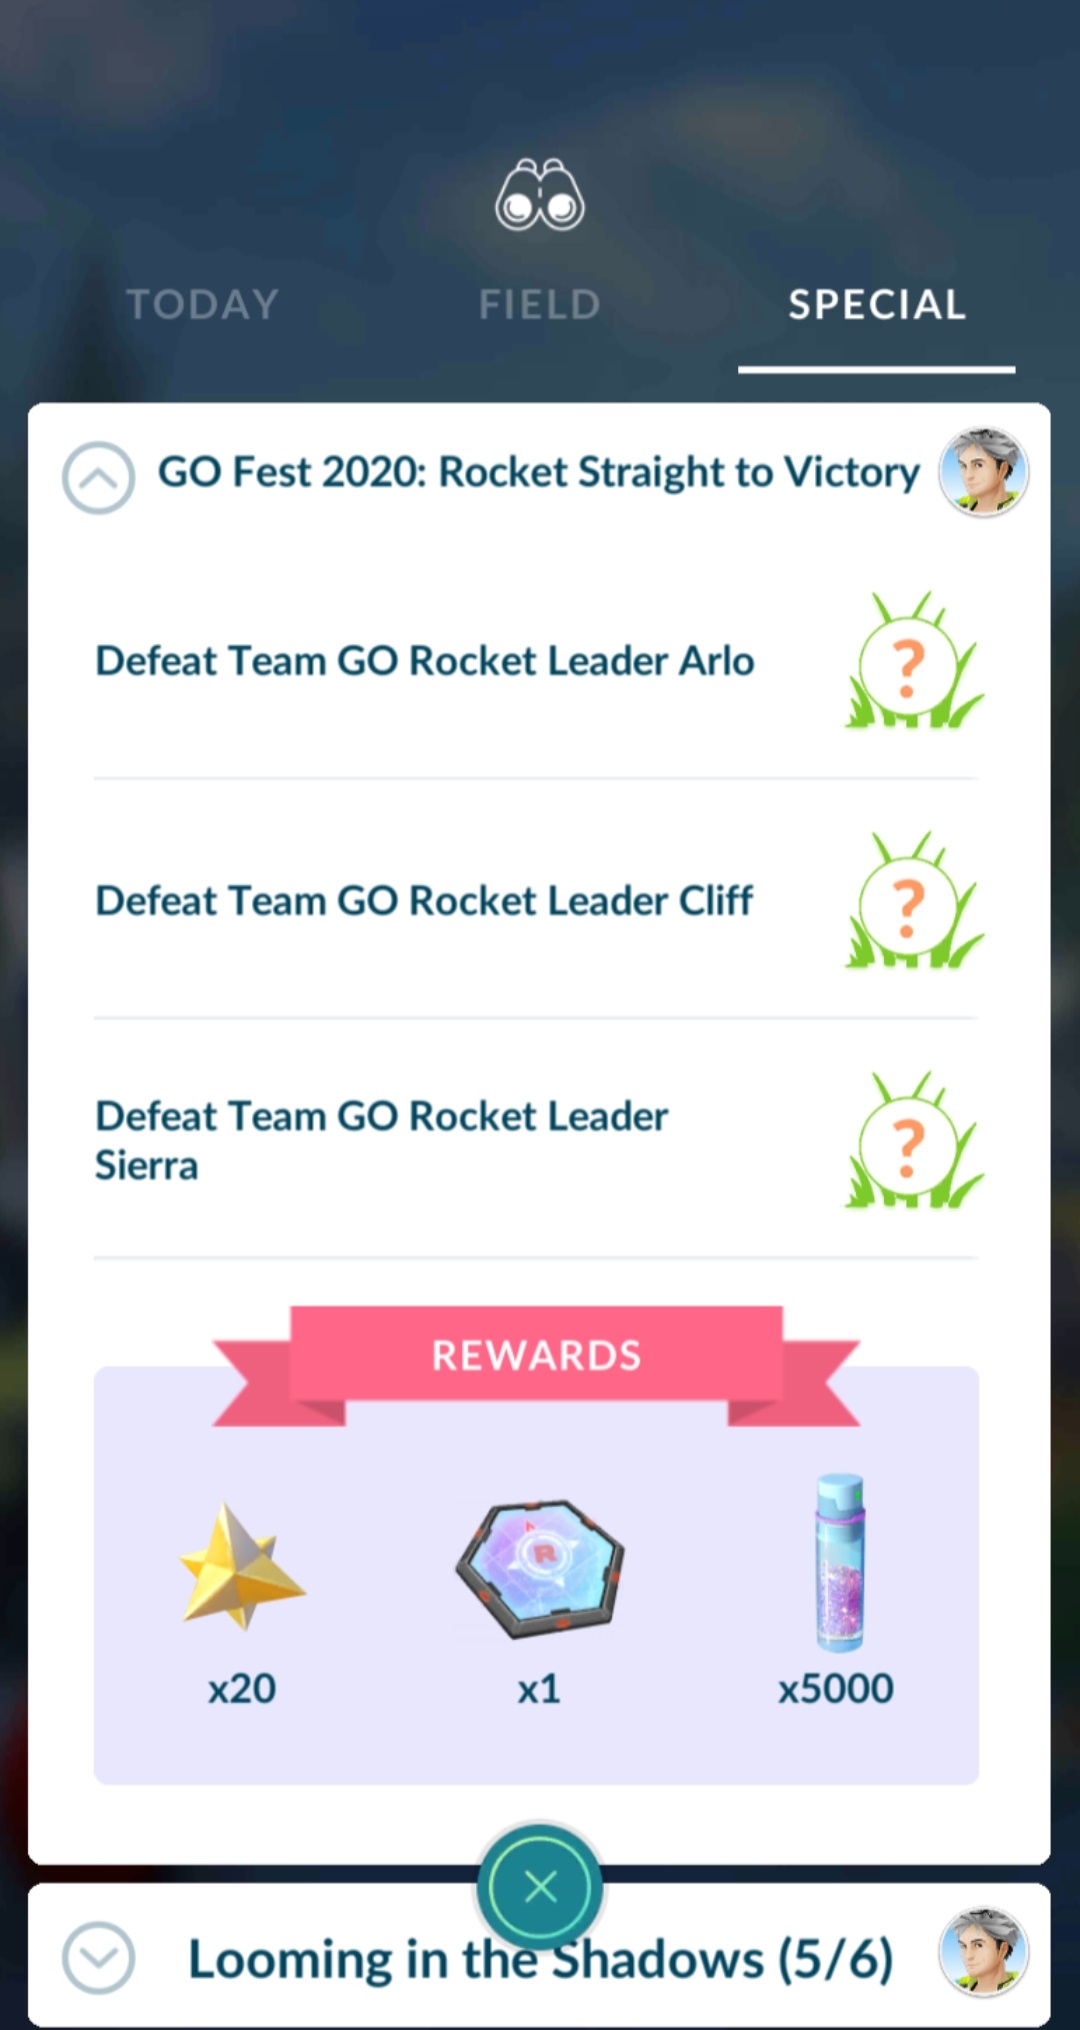 TODAY
FIELD
SPECIAL
GO Fest 2020: Rocket Straight to Victory
Defeat Team GO Rocket Leader Arlo
?
Defeat Team GO Rocket Leader Cliff
?
Defeat Team GO Rocket Leader
Sierra
?
REWARDS
R
x20
x1
x5000
Looming in the Shadows (5/6)